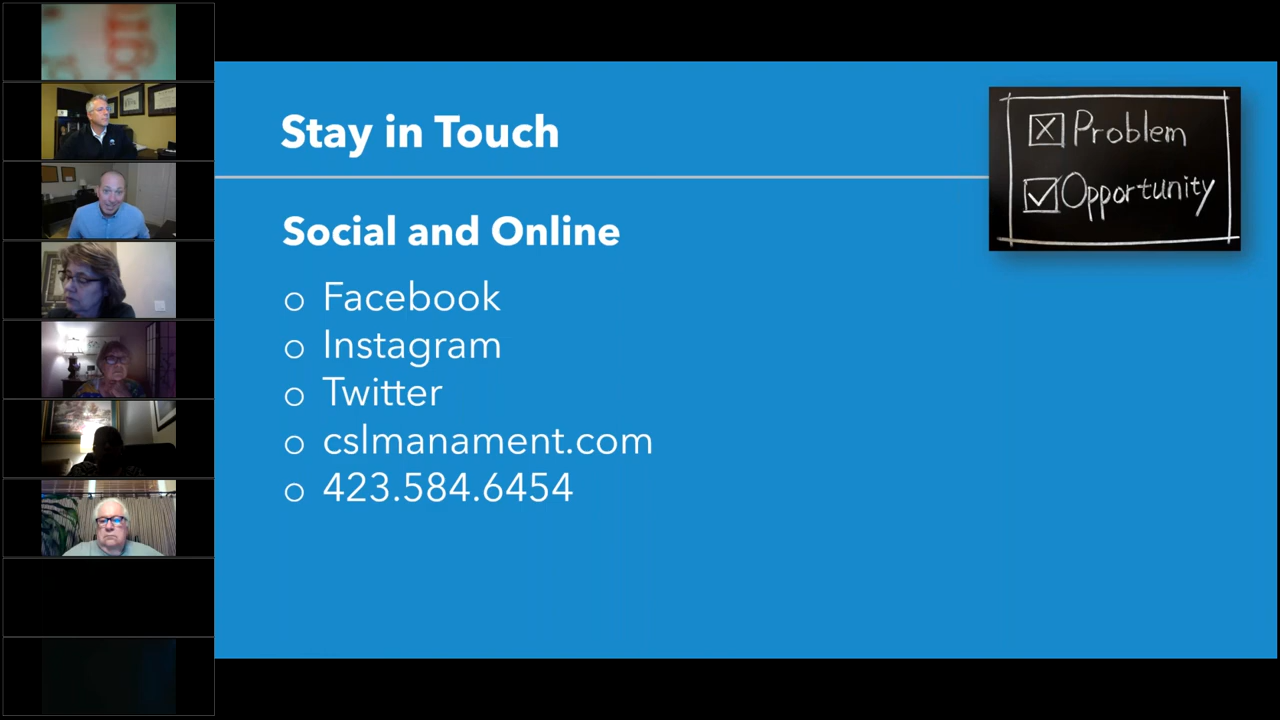 Stay in Touch
Problem
Opportunity
Social and Online
Facebook
Instagram
Twitter
cslmanament.com
423.584.6454